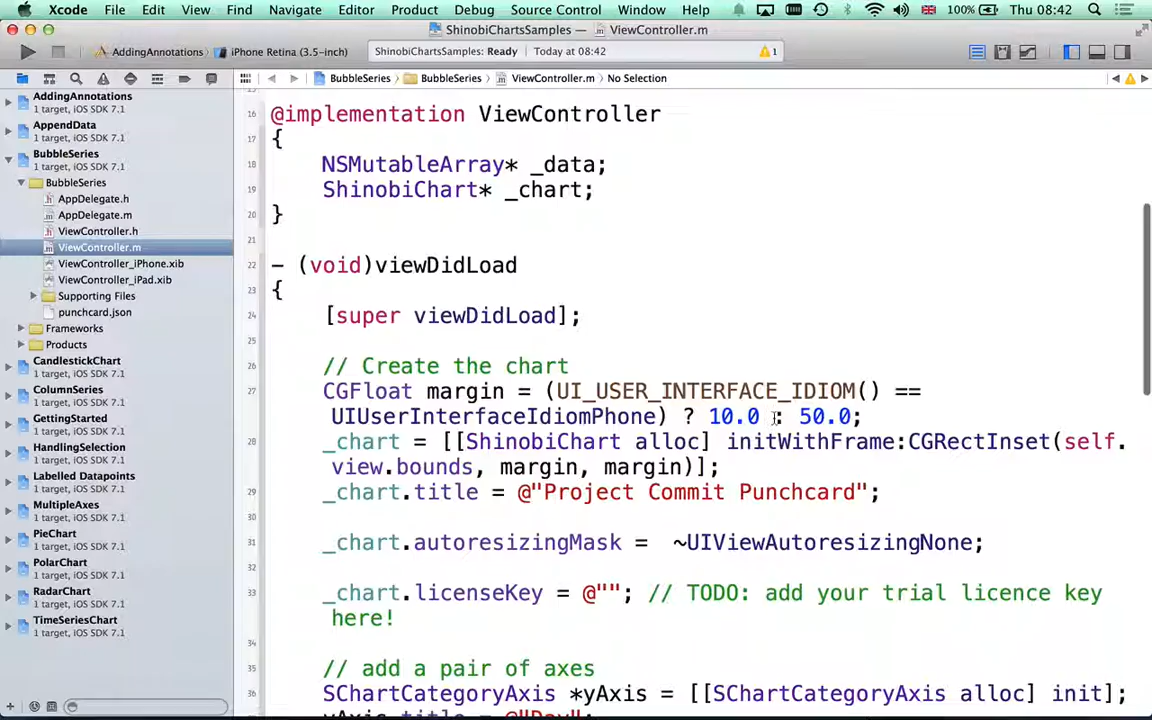 Xcode File Edit View Find Navigate Editor Product Debug Source Control Window Help 100% Thu 08:42
ShinobiChartsSamples — ViewController.m
AddingAnnotations iPhone Retina (3.5-inch) ShinobiChartsSamples: Ready Today at 08:42 1
BubbleSeries BubbleSeries ViewController.m No Selection
AddingAnnotations
1 target, iOS SDK 7.1
AppendData
1 target, iOS SDK 7.1
BubbleSeries
1 target, iOS SDK 7.1
BubbleSeries
AppDelegate.h
AppDelegate.m
ViewController.h
ViewController.m
ViewController_iPhone.xib
ViewController_iPad.xib
Supporting Files
punchcard.json
Frameworks
Products
CandlestickChart
1 target, iOS SDK 7.1
ColumnSeries
1 target, iOS SDK 7.1
GettingStarted
1 target, iOS SDK 7.1
HandlingSelection
1 target, iOS SDK 7.1
Labelled Datapoints
1 target, iOS SDK 7.1
MultipleAxes
1 target, iOS SDK 7.1
PieChart
1 target, iOS SDK 7.1
PolarChart
1 target, iOS SDK 7.1
RadarChart
1 target, iOS SDK 7.1
TimeSeriesChart
1 target, iOS SDK 7.1
16 @implementation ViewController
17 {
18 NSMutableArray* _data;
19 ShinobiChart* _chart;
20 }
21
22 - (void)viewDidLoad
23 {
24 [super viewDidLoad];
25
26 // Create the chart
27 CGFloat margin = (UI_USER_INTERFACE_IDIOM() ==
UIUserInterfaceIdiomPhone) ? 10.0 : 50.0;
28 _chart = [[ShinobiChart alloc] initWithFrame:CGRectInset(self.
view.bounds, margin, margin)];
29 _chart.title = @"Project Commit Punchcard";
30
31 _chart.autoresizingMask = ~UIViewAutoresizingNone;
32
33 _chart.licenseKey = @""; // TODO: add your trial licence key
here!
34
35 // add a pair of axes
36 SChartCategoryAxis *yAxis = [[SChartCategoryAxis alloc] init];
yAxis.title = @"Day";